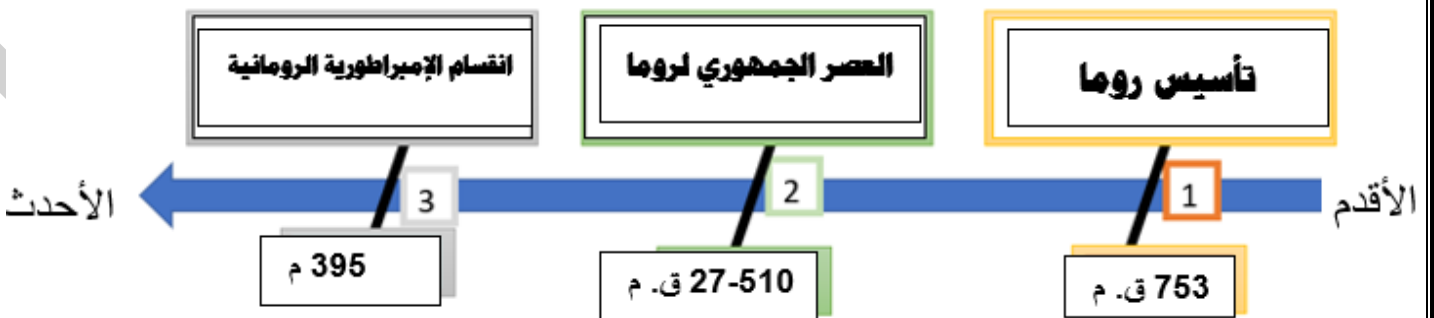 تأسيس روما
العصر الجمهوري لروما
انقسام الإمبراطورية الرومانية
الأقدم
1
2
3
الأحدث
753 ق. م
27-510 ق. م
395 م